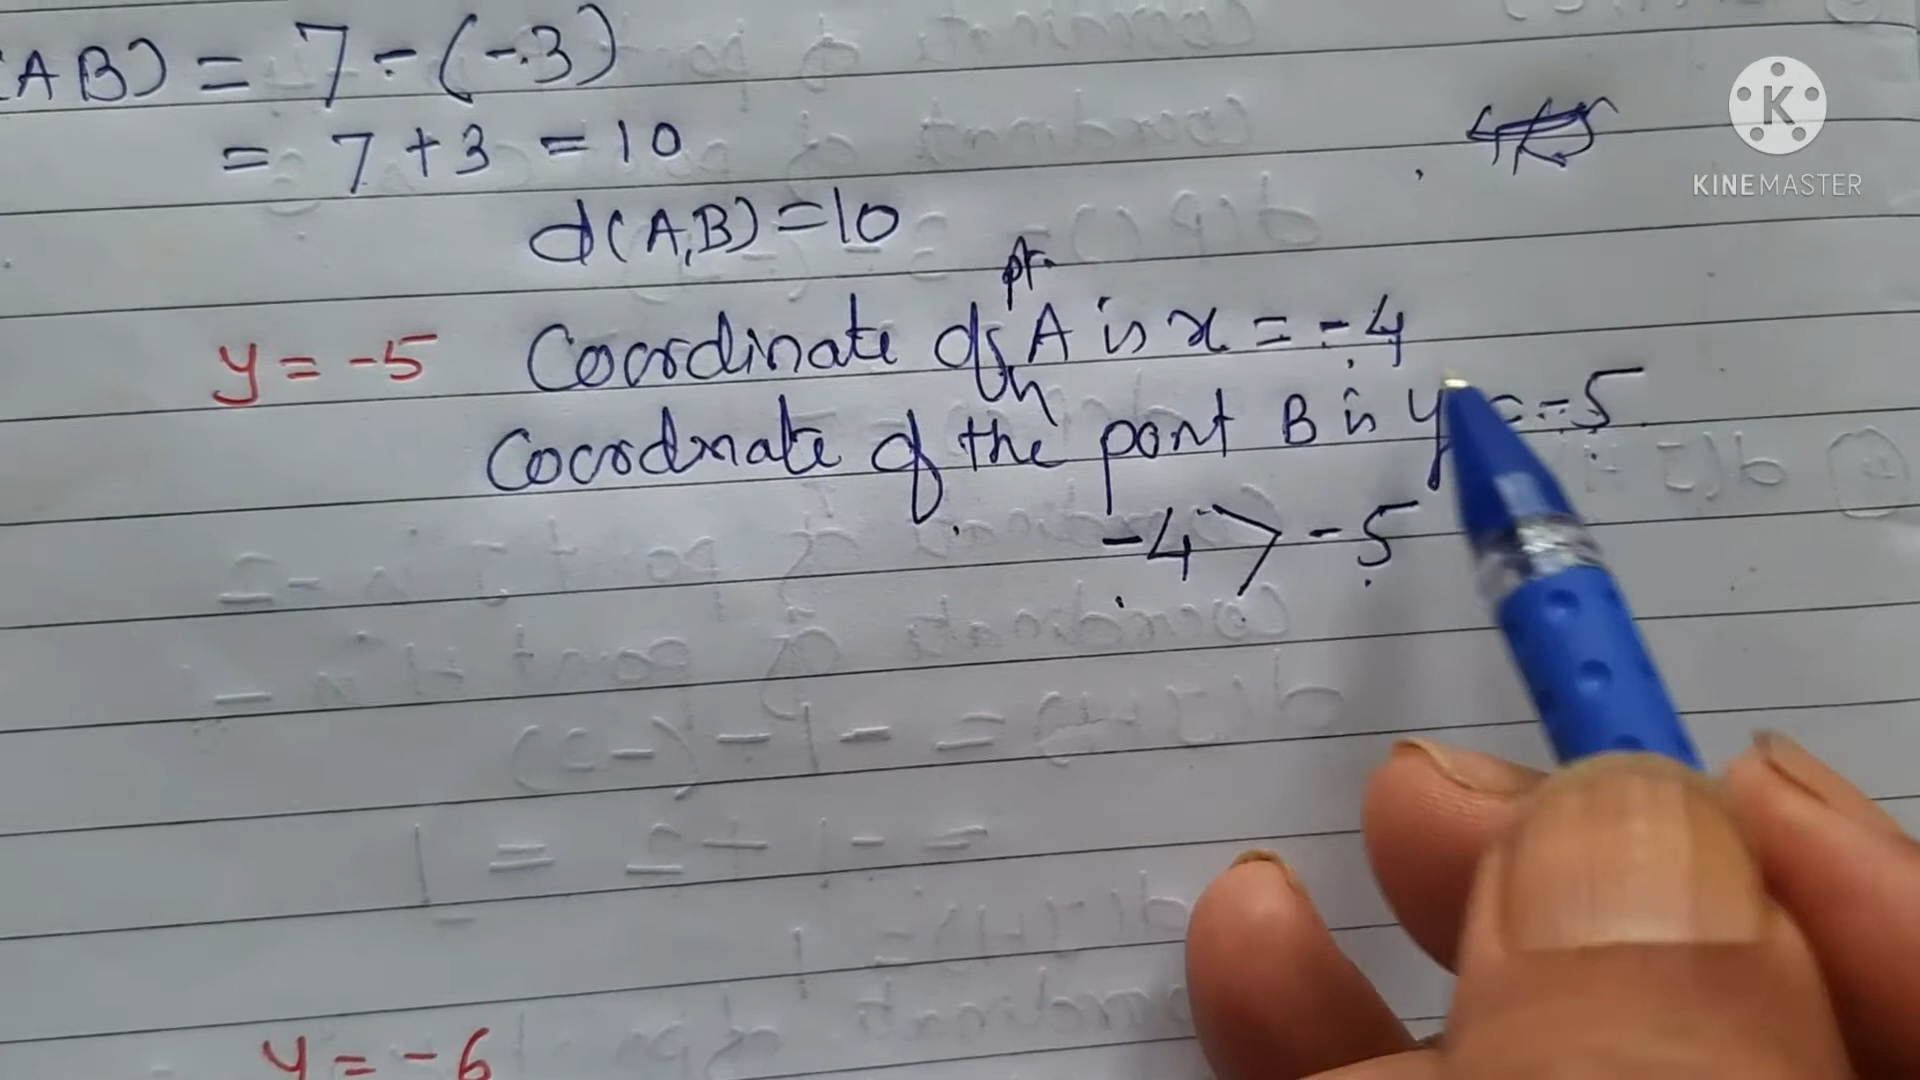 (AB) = 7 - (-3)
= 7 + 3 = 10
d(A,B) = 10
pt.
y = -5 Coordinate of A is x = -4
Coordinate of the point B is y = -5
-4 > -5
y = -6
KINEMASTER